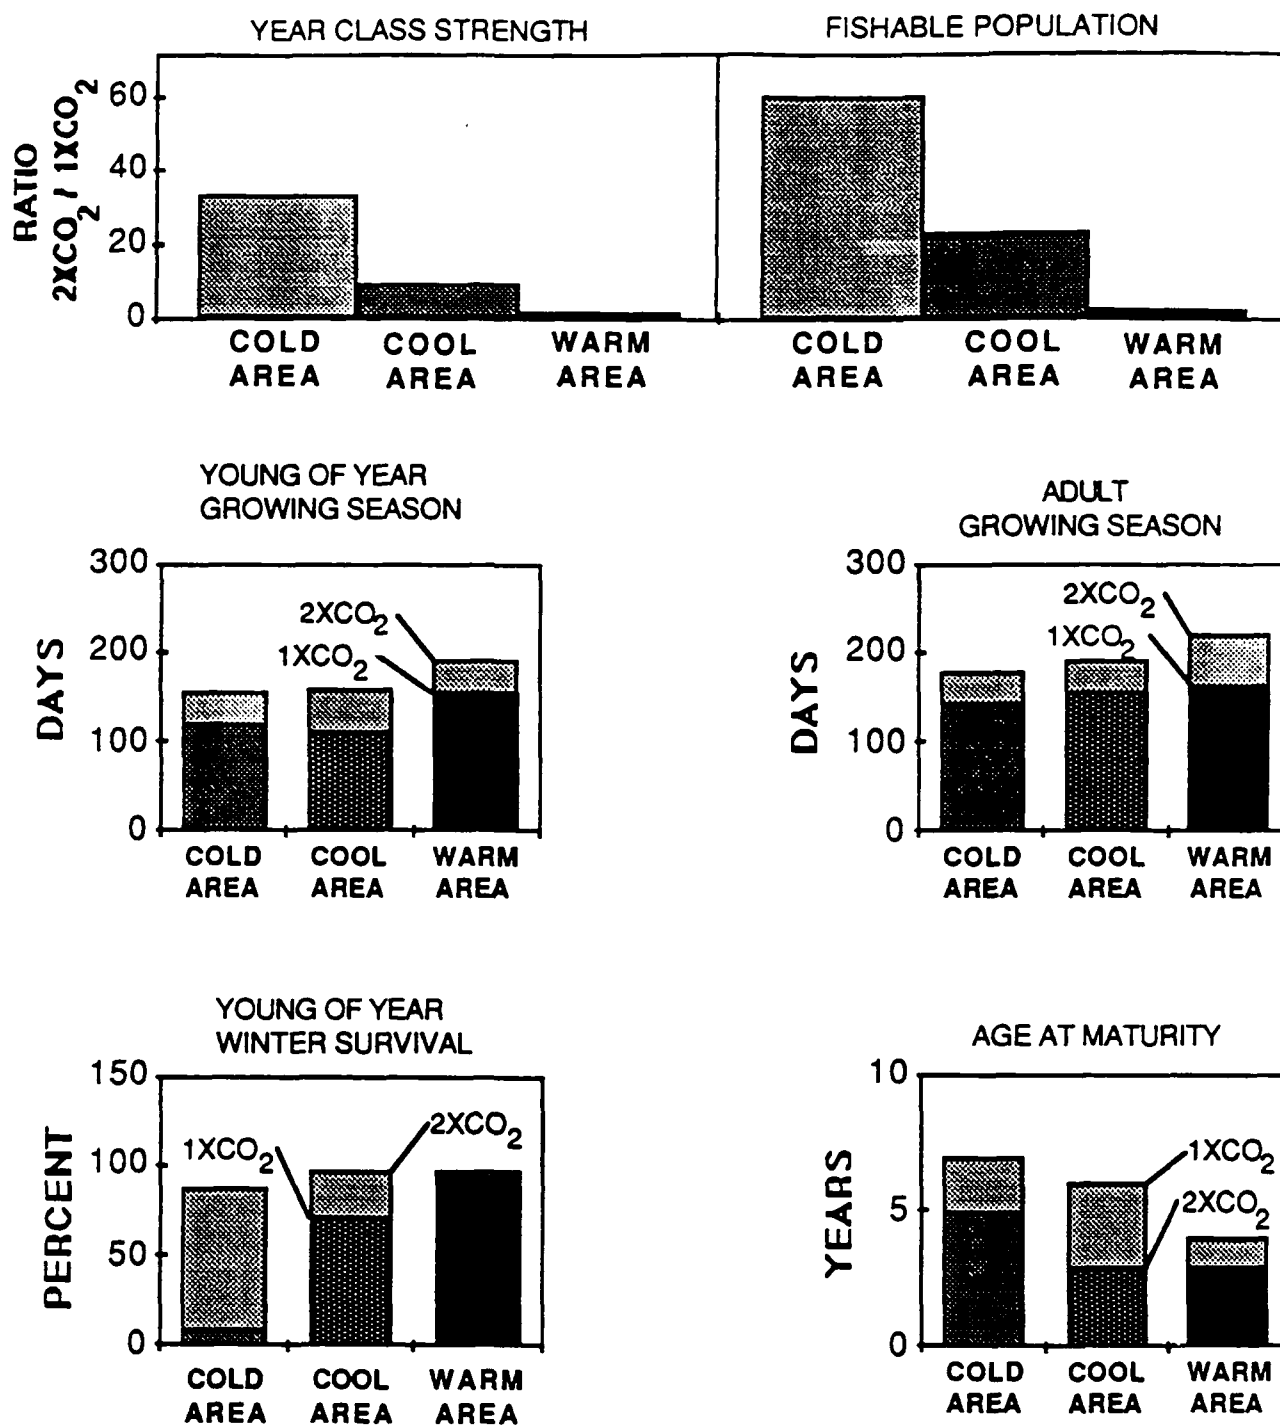 YEAR CLASS STRENGTH
FISHABLE POPULATION
RATIO
2XCO2 / 1XCO2
60
40
20
0
COLD AREA
COOL AREA
WARM AREA
COLD AREA
COOL AREA
WARM AREA
YOUNG OF YEAR
GROWING SEASON
DAYS
300
200
100
0
2XCO2
1XCO2
COLD AREA
COOL AREA
WARM AREA
ADULT
GROWING SEASON
DAYS
300
200
100
0
2XCO2
1XCO2
COLD AREA
COOL AREA
WARM AREA
YOUNG OF YEAR
WINTER SURVIVAL
PERCENT
150
100
50
0
1XCO2
2XCO2
COLD AREA
COOL AREA
WARM AREA
AGE AT MATURITY
YEARS
10
5
0
1XCO2
2XCO2
COLD AREA
COOL AREA
WARM AREA